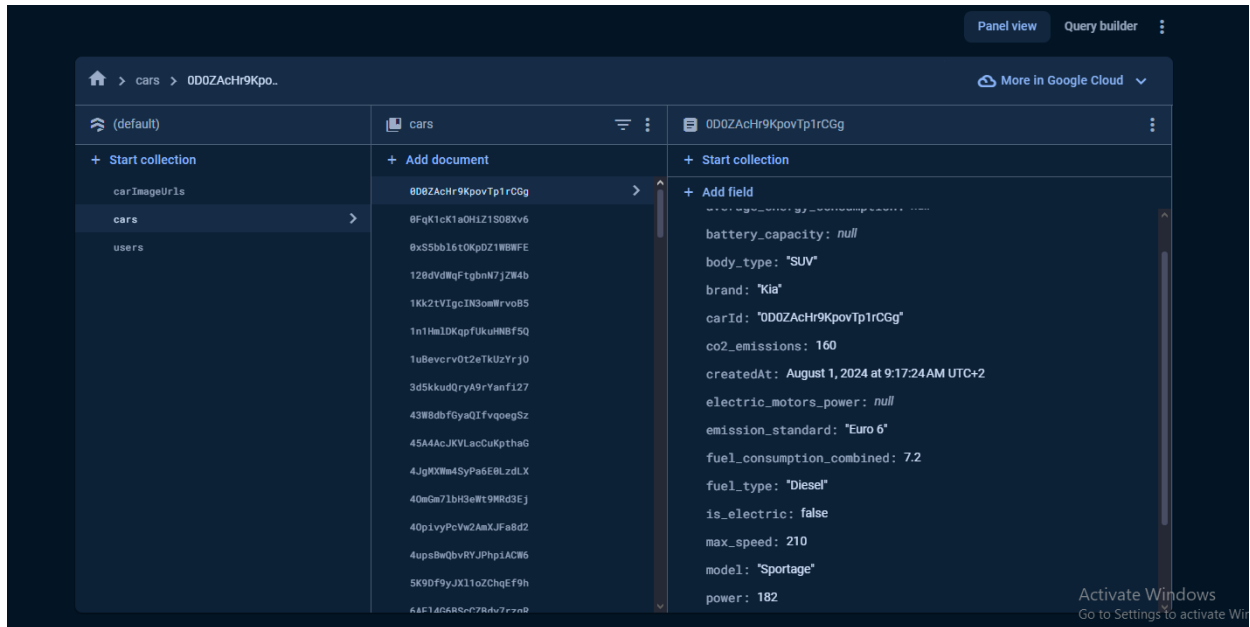 Panel view Query builder
cars 0D0ZAcHr9Kpo..
More in Google Cloud
(default)
+ Start collection
carImageUrls
cars
users
cars
+ Add document
0D0ZAcHr9KpovTp1rCGg
0FqK1cK1aOHiZ1SO8Xv6
0xS5bbl6tOKpDZ1WBWFE
120dVdWqFtgbnN7jZW4b
1Kk2tVIgcIN3omWrvoB5
1n1HmlDKqpfUkuHNBf5Q
1uBevcrvOt2eTkUzYrjO
3d5kkudQryA9rYanfi27
43W8dbfGyaQIfvqoegSz
45A4AcJKVLacCuKpthaG
4JgMXWm4SyPa6E0LzdLX
4OmGm7lbH3eWt9MRd3Ej
4OpivyPcVw2AmXJFa8d2
4upsBwQbvRYJPhpiACW6
5K9Df9yJXl1oZChqEf9h
0D0ZAcHr9KpovTp1rCGg
+ Start collection
+ Add field
average_energy_consumption: null
battery_capacity: null
body_type: "SUV"
brand: "Kia"
carId: "0D0ZAcHr9KpovTp1rCGg"
co2_emissions: 160
createdAt: August 1, 2024 at 9:17:24 AM UTC+2
electric_motors_power: null
emission_standard: "Euro 6"
fuel_consumption_combined: 7.2
fuel_type: "Diesel"
is_electric: false
max_speed: 210
model: "Sportage"
power: 182
Activate Windows
Go to Settings to activate Wi